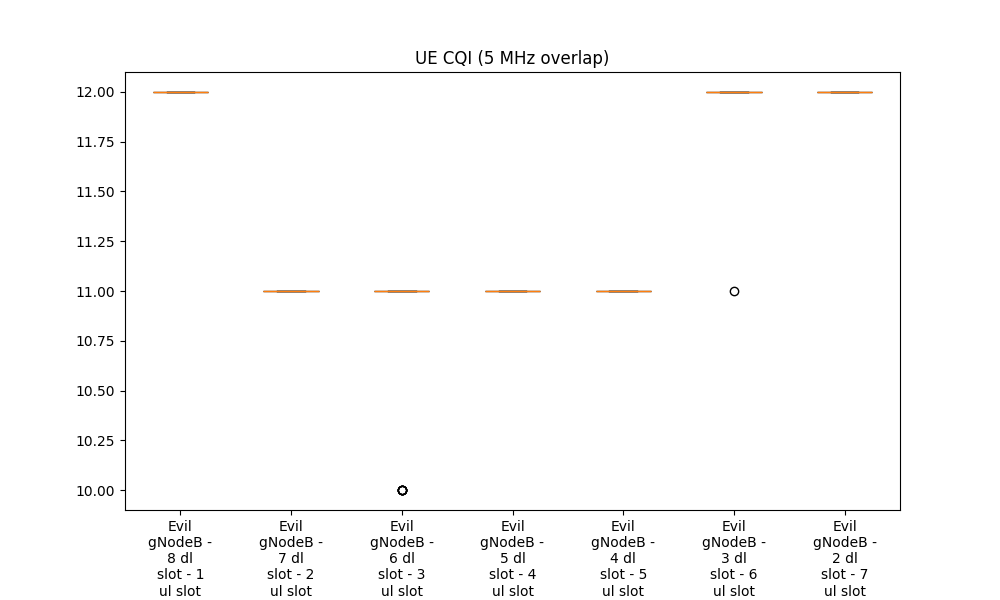 UE CQI (5 MHz overlap)
12.00
11.75
11.50
11.25
11.00
10.75
10.50
10.25
10.00
Evil
gNodeB -
8 dl
slot - 1
ul slot
Evil
gNodeB -
7 dl
slot - 2
ul slot
Evil
gNodeB -
6 dl
slot - 3
ul slot
Evil
gNodeB -
5 dl
slot - 4
ul slot
Evil
gNodeB -
4 dl
slot - 5
ul slot
Evil
gNodeB -
3 dl
slot - 6
ul slot
Evil
gNodeB -
2 dl
slot - 7
ul slot